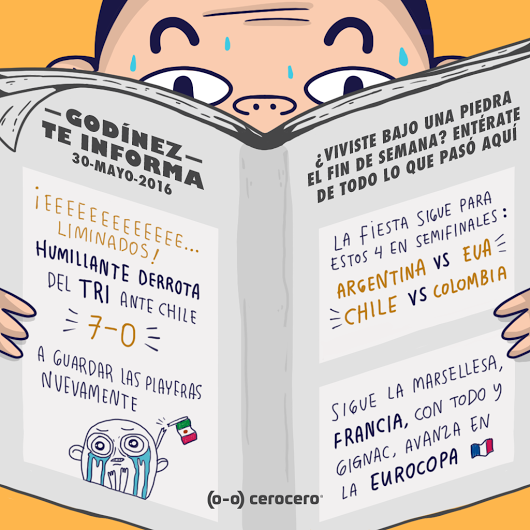 —GODÍNEZ—
TE INFORMA
30-MAYO-2016
¡EEEEEEEEEEEEE...
LIMINADOS!
HUMILLANTE DERROTA
DEL TRI ANTE CHILE
7-0
A GUARDAR LAS PLAYERAS
NUEVAMENTE
¿VIVISTE BAJO UNA PIEDRA
EL FIN DE SEMANA? ENTÉRATE
DE TODO LO QUE PASÓ AQUÍ
LA FIESTA SIGUE PARA
ESTOS 4 EN SEMIFINALES:
ARGENTINA VS EUA
CHILE VS COLOMBIA
SIGUE LA MARSELLESA,
FRANCIA, CON TODO Y
GIGNAC, AVANZA EN
LA EUROCOPA
(o-o) cerocero®